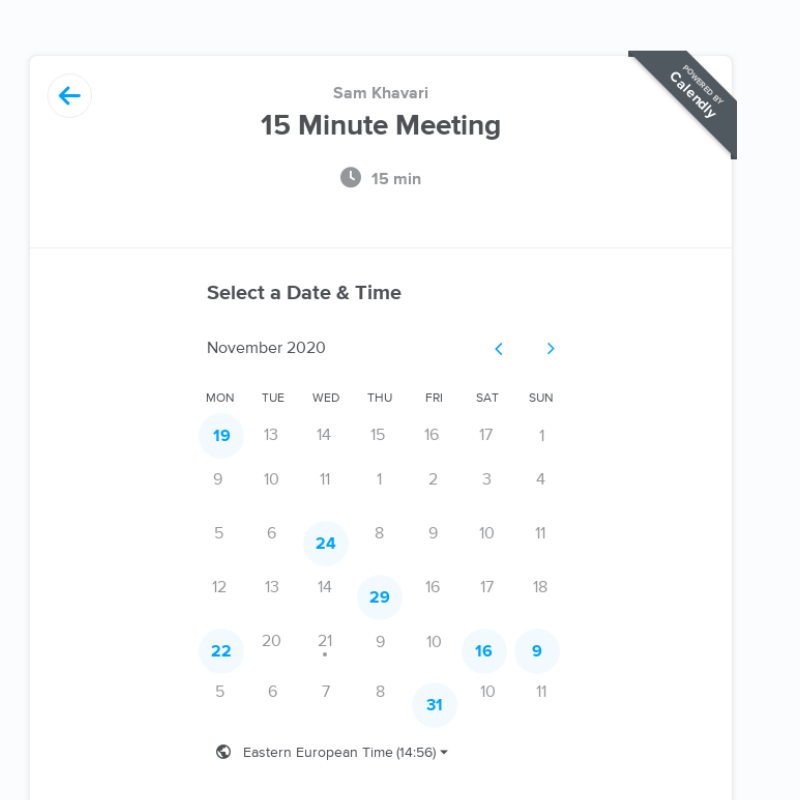 POWERED BY
Calendly
Sam Khavari
15 Minute Meeting
15 min
Select a Date & Time
November 2020
MON TUE WED THU FRI SAT SUN
19 13 14 15 16 17 1
9 10 11 1 2 3 4
5 6 24 8 9 10 11
12 13 14 29 16 17 18
22 20 21 9 10 16 9
5 6 7 8 31 10 11
Eastern European Time (14:56)